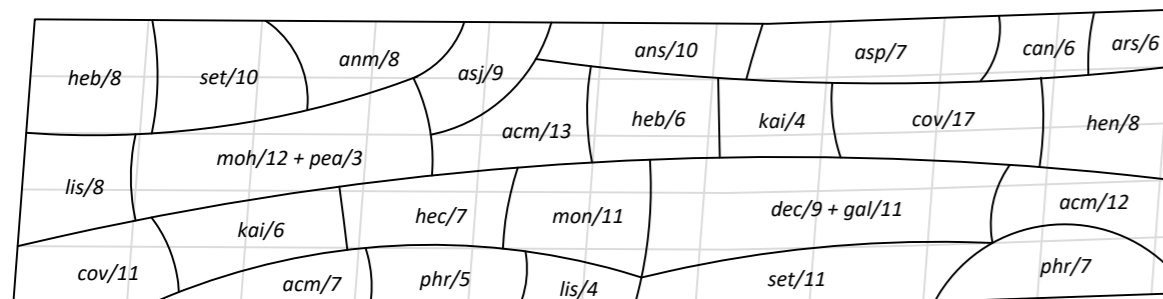 heb/8
set/10
anm/8
asj/9
ans/10
asp/7
can/6
ars/6
acm/13
heb/6
kai/4
cov/17
hen/8
moh/12 + pea/3
lis/8
kai/6
hec/7
mon/11
dec/9 + gal/11
acm/12
cov/11
acm/7
phr/5
lis/4
set/11
phr/7